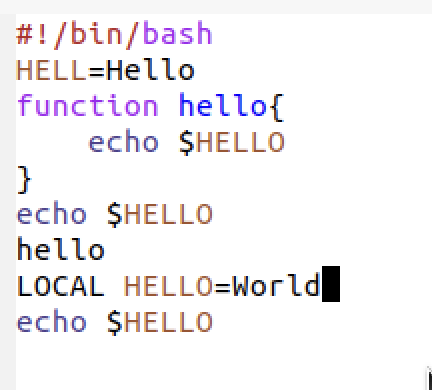 #!/bin/bash
HELL=Hello
function hello{
    echo $HELLO
}
echo $HELLO
hello
LOCAL HELLO=World
echo $HELLO